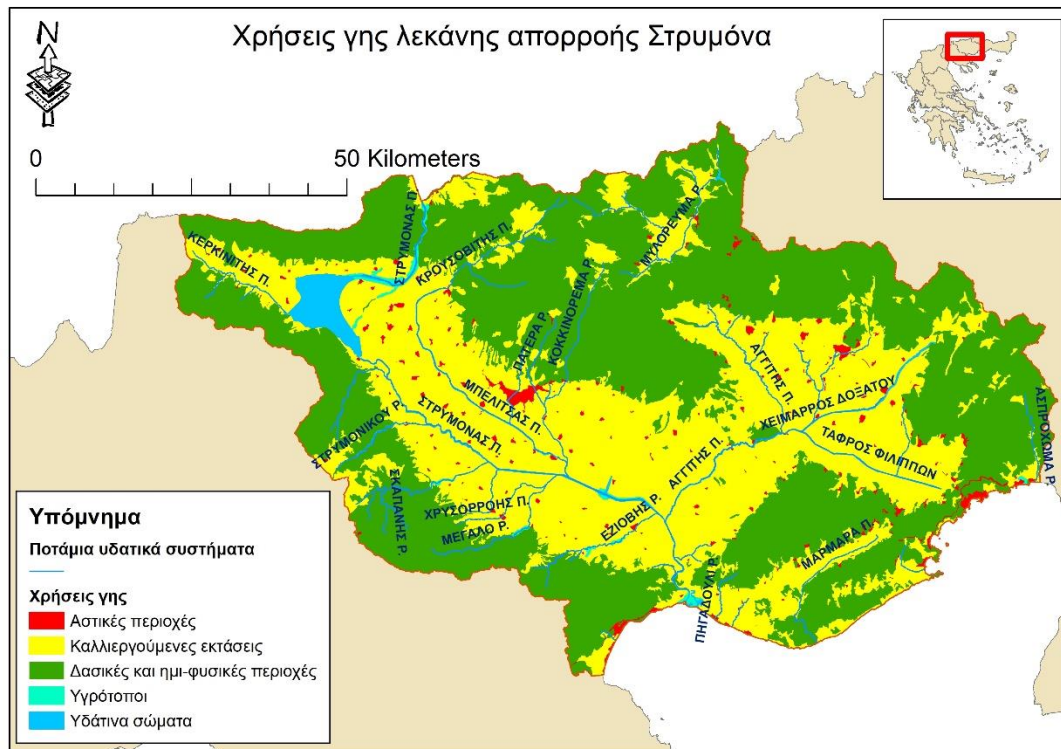 Χρήσεις γης λεκάνης απορροής Στρυμόνα
N
0 50 Kilometers
ΚΕΡΚΙΝΙΤΗΣ Π.
ΣΤΡΥΜΟΝΑΣ Π.
ΚΡΟΥΣΟΒΙΤΗΣ Π.
ΜΥΛΟΡΕΥΜΑ Ρ.
ΠΑΤΕΡΑ Ρ.
ΚΟΚΚΙΝΟΡΕΜΑ Ρ.
ΜΠΕΛΙΤΣΑΣ Π.
ΣΤΡΥΜΟΝΑΣ Π.
ΣΤΡΥΜΟΝΙΚΟΥ Ρ.
ΣΚΑΠΑΝΗΣ Ρ.
ΧΡΥΣΟΡΡΟΗΣ Π.
ΜΕΓΑΛΟ Ρ.
ΕΖΙΟΒΗΣ Ρ.
ΑΓΓΙΤΗΣ Π.
ΑΓΓΙΤΗΣ Π.
ΧΕΙΜΑΡΡΟΣ ΔΟΞΑΤΟΥ
ΤΑΦΡΟΣ ΦΙΛΙΠΠΩΝ
ΑΣΠΡΟΧΩΜΑ Ρ.
ΜΑΡΜΑΡΑ Π.
ΠΗΓΑΔΟΥΛΙ Ρ.
Υπόμνημα
Ποτάμια υδατικά συστήματα
Χρήσεις γης
Αστικές περιοχές
Καλλιεργούμενες εκτάσεις
Δασικές και ημι-φυσικές περιοχές
Υγρότοποι
Υδάτινα σώματα